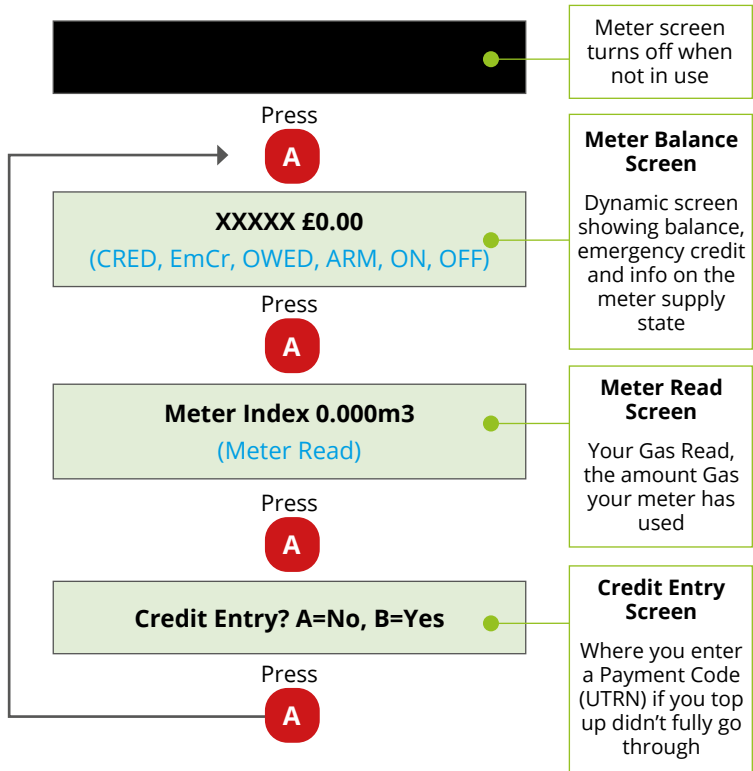 Meter screen
turns off when
not in use
Press
A
Meter Balance
Screen
XXXXX £0.00
(CRED, EmCr, OWED, ARM, ON, OFF)
Dynamic screen
showing balance,
emergency credit
and info on the
meter supply
state
Press
A
Meter Index 0.000m3
(Meter Read)
Meter Read
Screen
Your Gas Read,
the amount Gas
your meter has
used
Press
A
Credit Entry? A=No, B=Yes
Credit Entry
Screen
Where you enter
a Payment Code
(UTRN) if you top
up didn’t fully go
through
Press
A